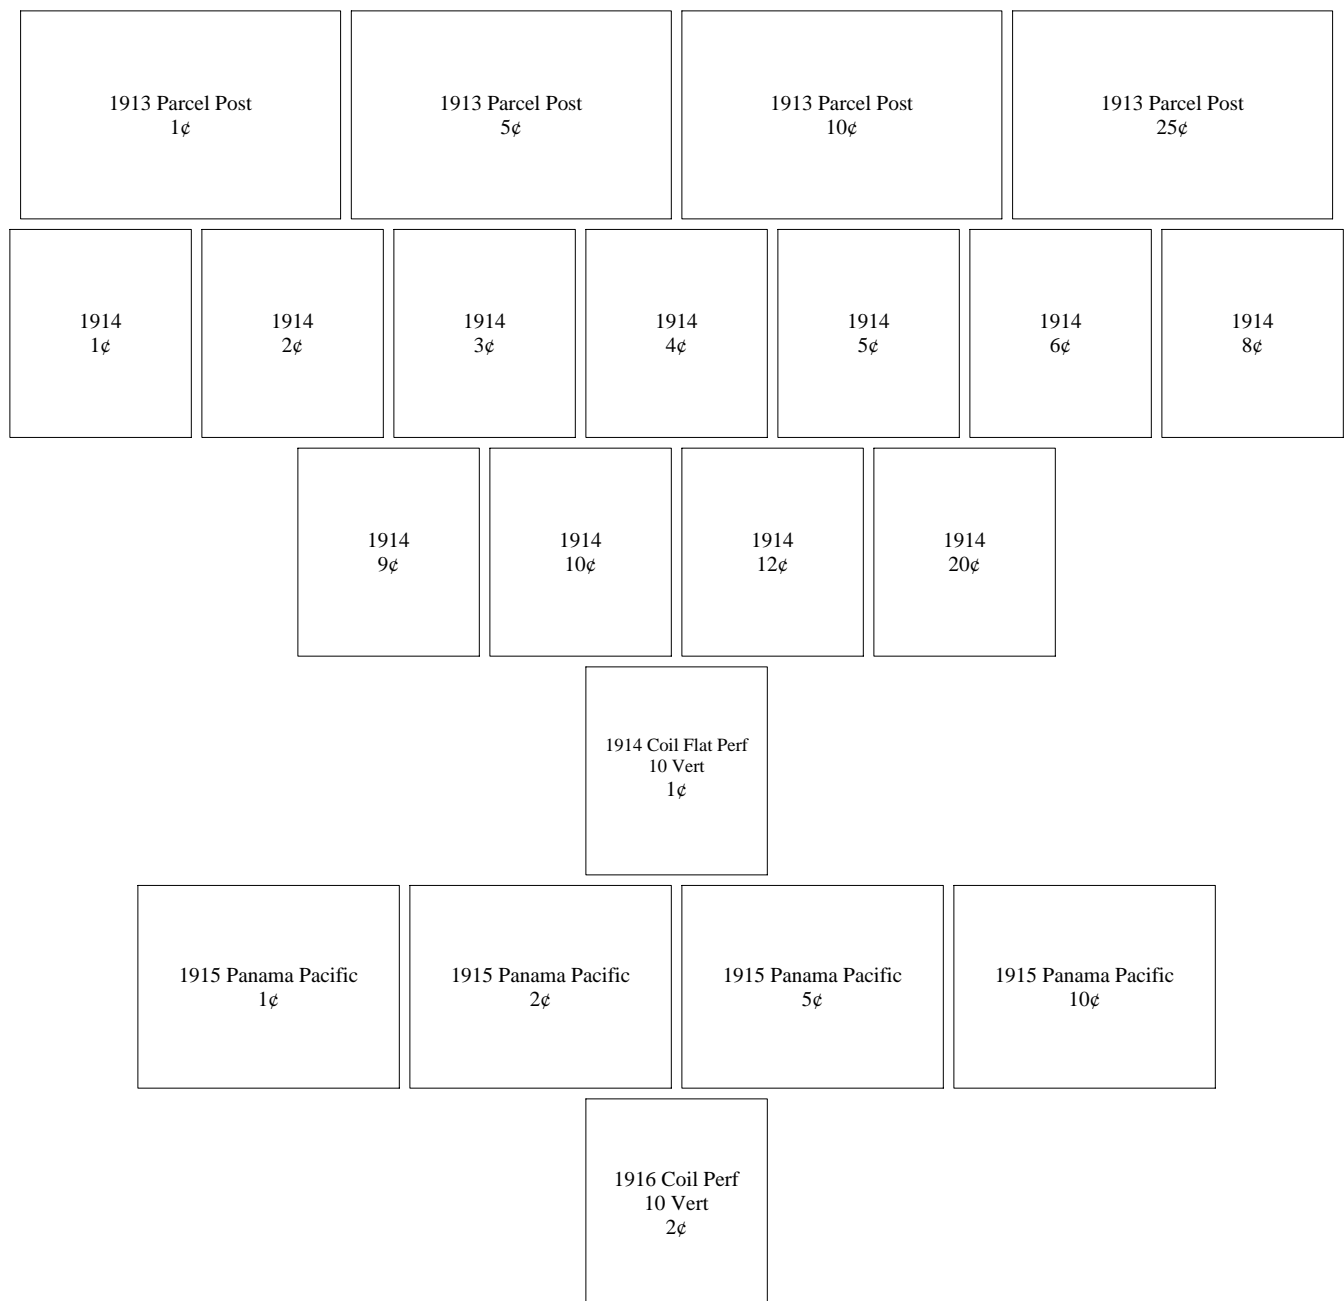 1913 Parcel Post
1¢
1913 Parcel Post
5¢
1913 Parcel Post
10¢
1913 Parcel Post
25¢
1914
1¢
1914
2¢
1914
3¢
1914
4¢
1914
5¢
1914
6¢
1914
8¢
1914
9¢
1914
10¢
1914
12¢
1914
20¢
1914 Coil Flat Perf
10 Vert
1¢
1915 Panama Pacific
1¢
1915 Panama Pacific
2¢
1915 Panama Pacific
5¢
1915 Panama Pacific
10¢
1916 Coil Perf
10 Vert
2¢